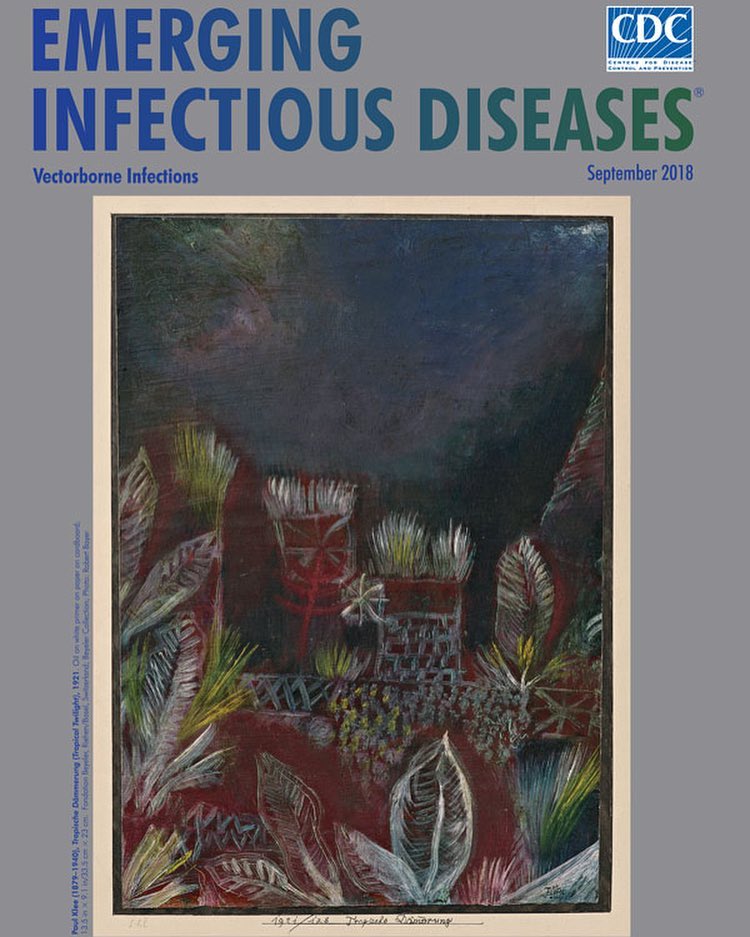 EMERGING
INFECTIOUS DISEASES®
CDC
CENTERS FOR DISEASE
CONTROL AND PREVENTION
Vectorborne Infections
September 2018
Paul Klee (1879–1940), Tropische Dämmerung (Tropical Twilight), 1921. Oil on white primer on paper on cardboard;
13.5 in × 9.1 in/33.5 cm × 23 cm. Fondation Beyeler, Riehen/Basel, Switzerland, Beyeler Collection; Photo: Robert Bayer
Klee
1921/128 Tropische Dämmerung